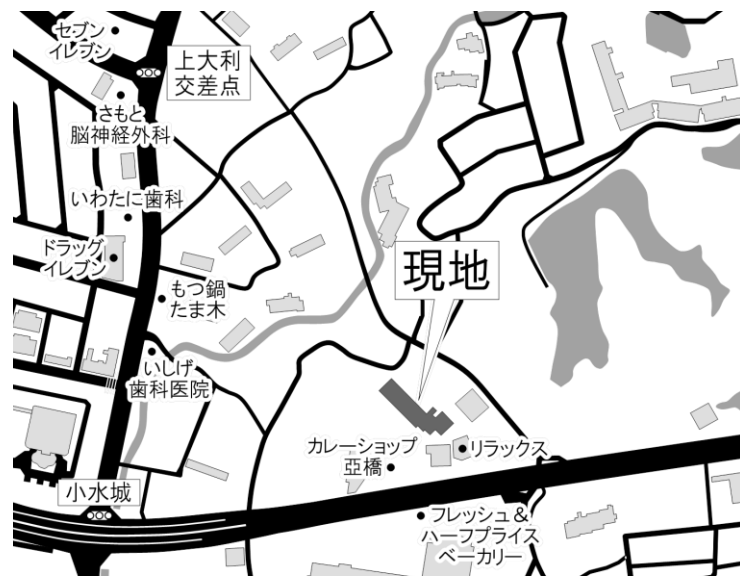 セブン
イレブン
上大利
交差点
さもと
脳神経外科
いわたに歯科
ドラッグ
イレブン
もつ鍋
たま木
現地
いしげ
歯科医院
カレーショップ
亞橋
リラックス
小水城
フレッシュ&
ハーフプライス
ベーカリー